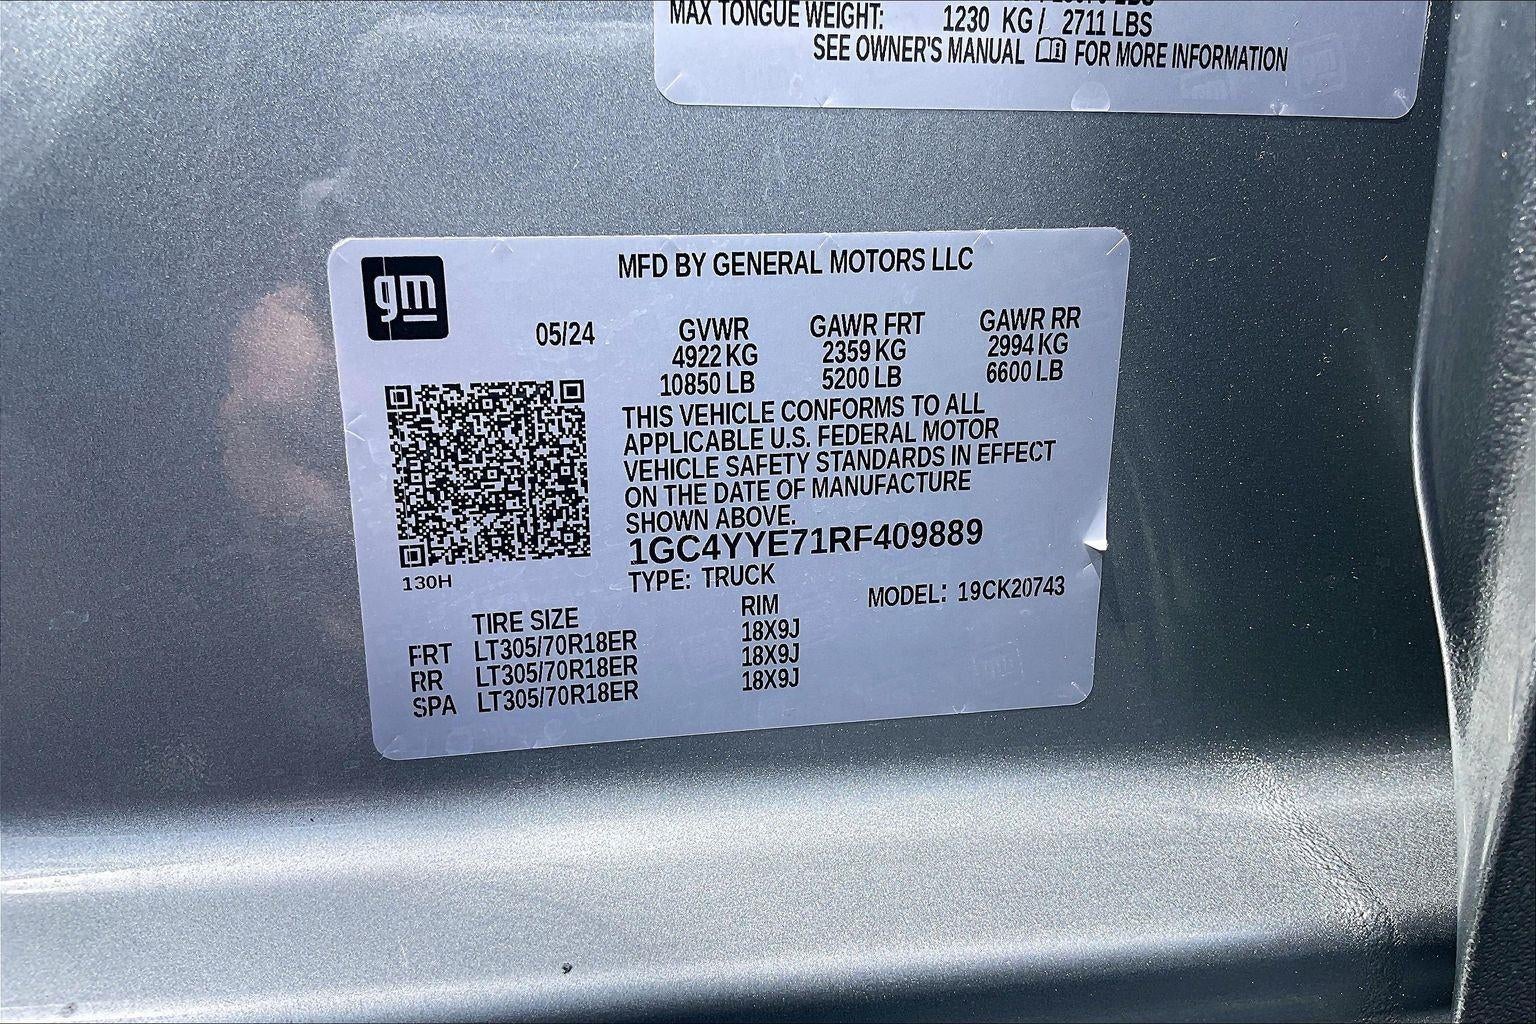 MAX TONGUE WEIGHT: 1230 KG / 2711 LBS
SEE OWNER'S MANUAL FOR MORE INFORMATION
gm
MFD BY GENERAL MOTORS LLC
05/24 GVWR GAWR FRT GAWR RR
4922 KG 2359 KG 2994 KG
10850 LB 5200 LB 6600 LB
THIS VEHICLE CONFORMS TO ALL
APPLICABLE U.S. FEDERAL MOTOR
VEHICLE SAFETY STANDARDS IN EFFECT
ON THE DATE OF MANUFACTURE
SHOWN ABOVE.
1GC4YYE71RF409889
130H
TYPE: TRUCK
MODEL: 19CK20743
TIRE SIZE RIM
FRT LT305/70R18ER 18X9J
RR LT305/70R18ER 18X9J
SPA LT305/70R18ER 18X9J